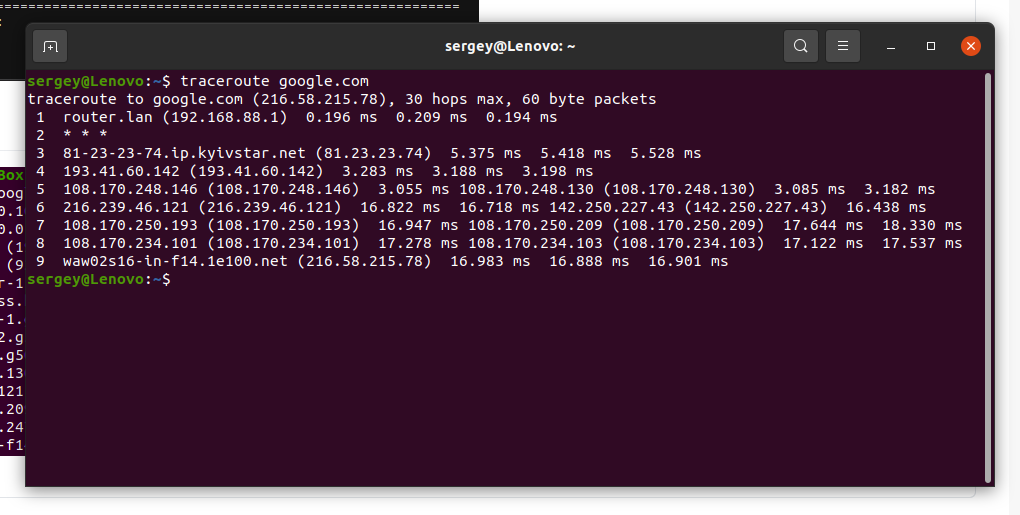 ==================================================
:
sergey@Lenovo: ~
sergey@Lenovo:~$ traceroute google.com
traceroute to google.com (216.58.215.78), 30 hops max, 60 byte packets
1 router.lan (192.168.88.1) 0.196 ms 0.209 ms 0.194 ms
2 * * *
3 81-23-23-74.ip.kyivstar.net (81.23.23.74) 5.375 ms 5.418 ms 5.528 ms
4 193.41.60.142 (193.41.60.142) 3.283 ms 3.188 ms 3.198 ms
5 108.170.248.146 (108.170.248.146) 3.055 ms 108.170.248.130 (108.170.248.130) 3.085 ms 3.182 ms
6 216.239.46.121 (216.239.46.121) 16.822 ms 16.718 ms 142.250.227.43 (142.250.227.43) 16.438 ms
7 108.170.250.193 (108.170.250.193) 16.947 ms 108.170.250.209 (108.170.250.209) 17.644 ms 18.330 ms
8 108.170.234.101 (108.170.234.101) 17.278 ms 108.170.234.103 (108.170.234.103) 17.122 ms 17.537 ms
9 waw02s16-in-f14.1e100.net (216.58.215.78) 16.983 ms 16.888 ms 16.901 ms
sergey@Lenovo:~$
Box
oog
0.1
0.0
(1
(9
r-1
ss.
-1.
2.g
.g5
.13
121
.20
.24
-f1